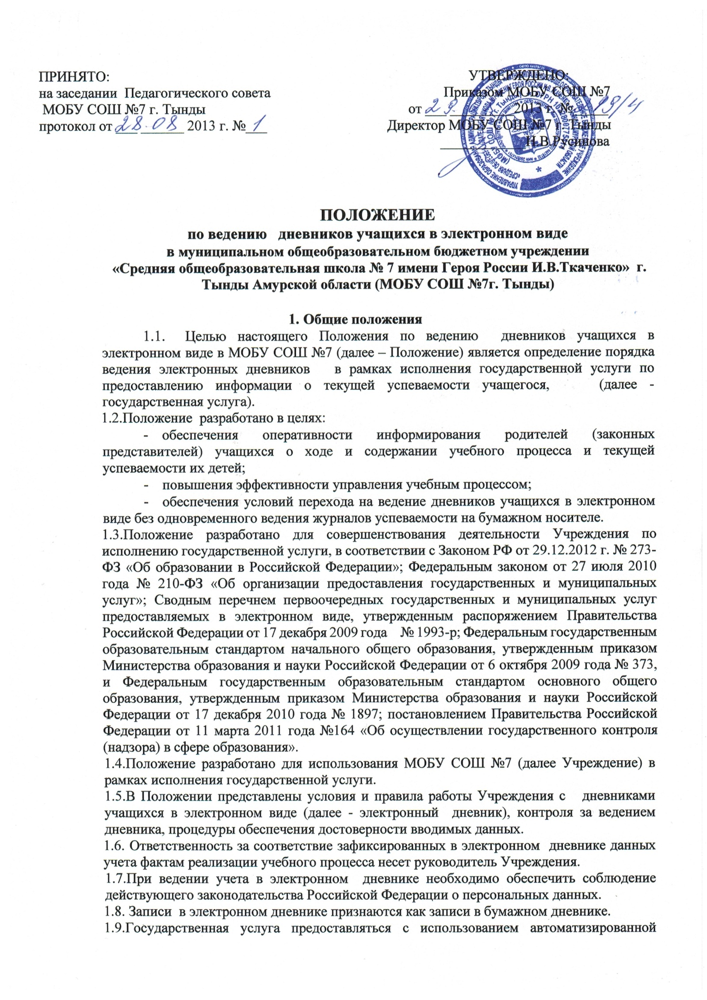 ПРИНЯТО:
на заседании Педагогического совета
МОБУ СОШ №7 г. Тынды
протокол от 28.08 2013 г. № 1
УТВЕРЖДЕНО:
Приказом МОБУ СОШ №7
от 29. 2013 г. №
Директор МОБУ СОШ №7 г. Тынды
Н.В.Русинова
ПОЛОЖЕНИЕ
по ведению дневников учащихся в электронном виде
в муниципальном общеобразовательном бюджетном учреждении
«Средняя общеобразовательная школа № 7 имени Героя России И.В.Ткаченко» г.
Тынды Амурской области (МОБУ СОШ №7г. Тынды)
1. Общие положения
1.1. Целью настоящего Положения по ведению дневников учащихся в
электронном виде в МОБУ СОШ №7 (далее – Положение) является определение порядка
ведения электронных дневников в рамках исполнения государственной услуги по
предоставлению информации о текущей успеваемости учащегося, (далее -
государственная услуга).
1.2.Положение разработано в целях:
- обеспечения оперативности информирования родителей (законных
представителей) учащихся о ходе и содержании учебного процесса и текущей
успеваемости их детей;
- повышения эффективности управления учебным процессом;
- обеспечения условий перехода на ведение дневников учащихся в электронном
виде без одновременного ведения журналов успеваемости на бумажном носителе.
1.3.Положение разработано для совершенствования деятельности Учреждения по
исполнению государственной услуги, в соответствии с Законом РФ от 29.12.2012 г. № 273-
ФЗ «Об образовании в Российской Федерации»; Федеральным законом от 27 июля 2010
года № 210-ФЗ «Об организации предоставления государственных и муниципальных
услуг»; Сводным перечнем первоочередных государственных и муниципальных услуг
предоставляемых в электронном виде, утвержденным распоряжением Правительства
Российской Федерации от 17 декабря 2009 года № 1993-р; Федеральным государственным
образовательным стандартом начального общего образования, утвержденным приказом
Министерства образования и науки Российской Федерации от 6 октября 2009 года № 373,
и Федеральным государственным образовательным стандартом основного общего
образования, утвержденным приказом Министерства образования и науки Российской
Федерации от 17 декабря 2010 года № 1897; постановлением Правительства Российской
Федерации от 11 марта 2011 года №164 «Об осуществлении государственного контроля
(надзора) в сфере образования».
1.4.Положение разработано для использования МОБУ СОШ №7 (далее Учреждение) в
рамках исполнения государственной услуги.
1.5.В Положении представлены условия и правила работы Учреждения с дневниками
учащихся в электронном виде (далее - электронный дневник), контроля за ведением
дневника, процедуры обеспечения достоверности вводимых данных.
1.6. Ответственность за соответствие зафиксированных в электронном дневнике данных
учета фактам реализации учебного процесса несет руководитель Учреждения.
1.7.При ведении учета в электронном дневнике необходимо обеспечить соблюдение
действующего законодательства Российской Федерации о персональных данных.
1.8. Записи в электронном дневнике признаются как записи в бумажном дневнике.
1.9.Государственная услуга предоставляться с использованием автоматизированной